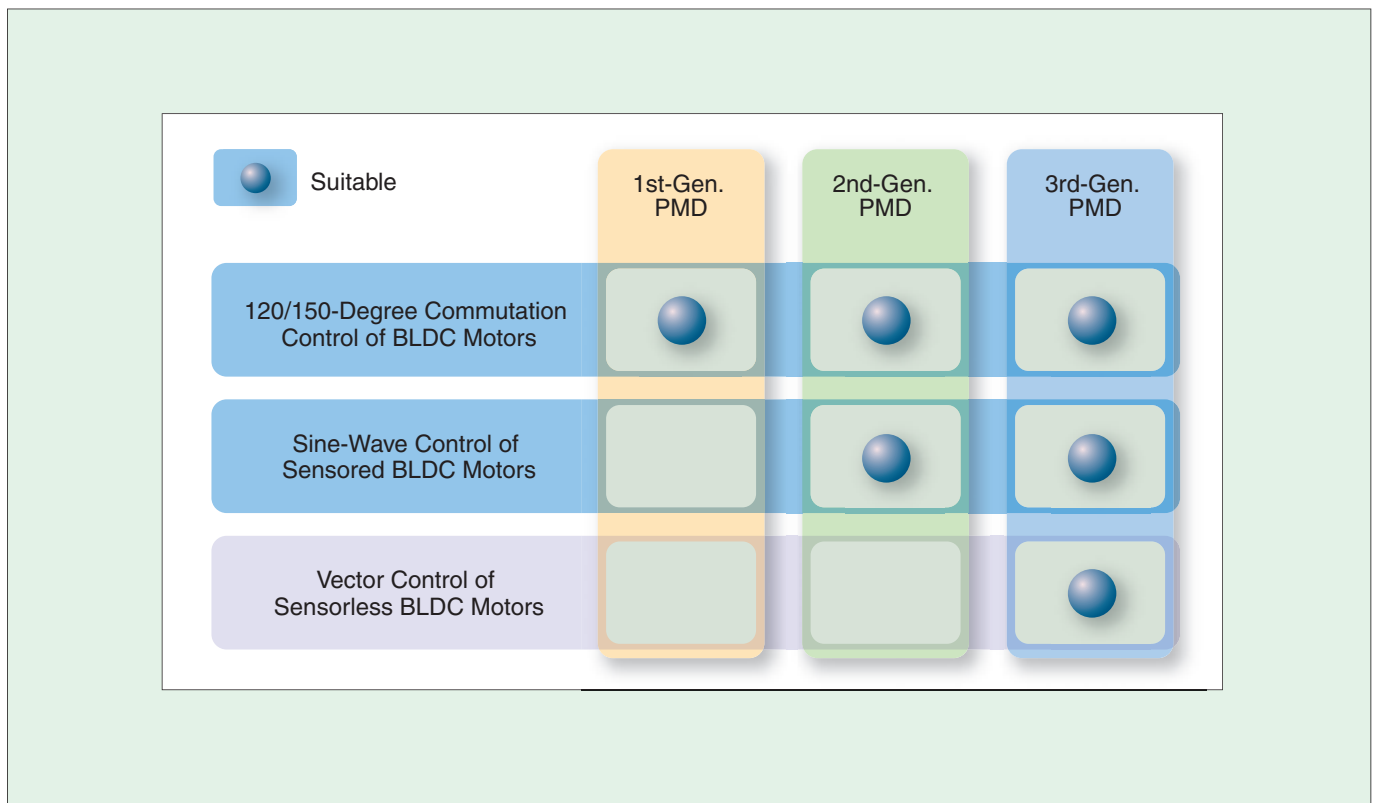 Suitable
1st-Gen.
PMD
2nd-Gen.
PMD
3rd-Gen.
PMD
120/150-Degree Commutation
Control of BLDC Motors
Sine-Wave Control of
Sensored BLDC Motors
Vector Control of
Sensorless BLDC Motors